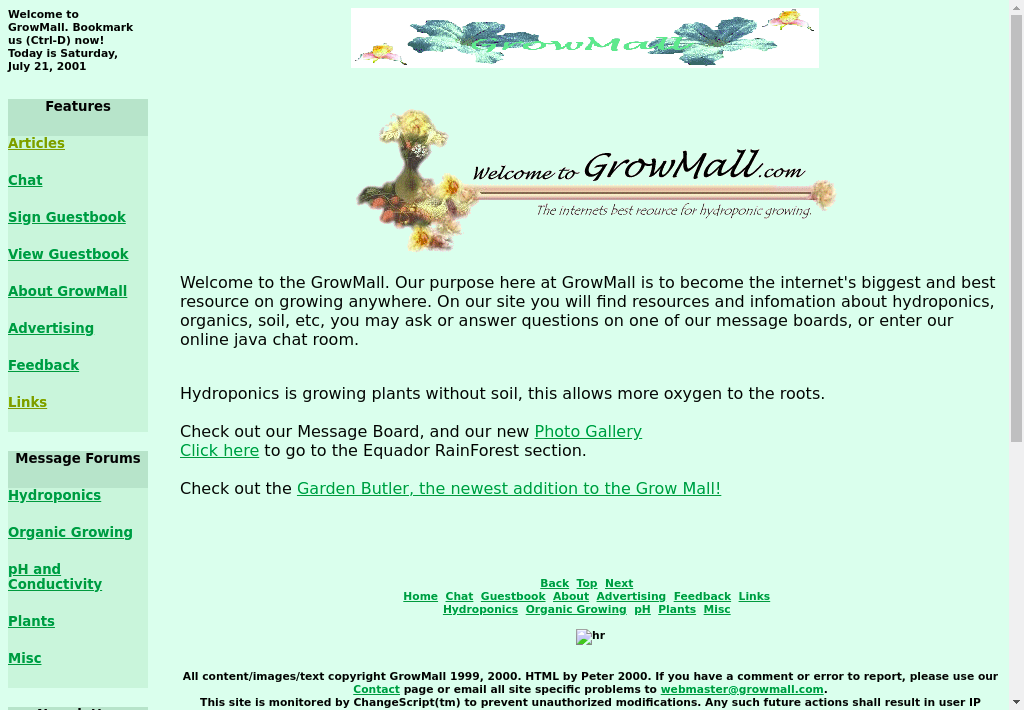 Welcome to
GrowMall. Bookmark
us (Ctrl-D) now!
Today is Saturday,
July 21, 2001
Features
Articles
Chat
Sign Guestbook
View Guestbook
About GrowMall
Advertising
Feedback
Links
Message Forums
Hydroponics
Organic Growing
pH and
Conductivity
Plants
Misc
GrowMall
Welcome to GrowMall.com
The internets best reource for hydroponic growing.
Welcome to the GrowMall. Our purpose here at GrowMall is to become the internet's biggest and best
resource on growing anywhere. On our site you will find resources and infomation about hydroponics,
organics, soil, etc, you may ask or answer questions on one of our message boards, or enter our
online java chat room.
Hydroponics is growing plants without soil, this allows more oxygen to the roots.
Check out our Message Board, and our new Photo Gallery
Click here to go to the Equador RainForest section.
Check out the Garden Butler, the newest addition to the Grow Mall!
Back Top Next
Home Chat Guestbook About Advertising Feedback Links
Hydroponics Organic Growing pH Plants Misc
hr
All content/images/text copyright GrowMall 1999, 2000. HTML by Peter 2000. If you have a comment or error to report, please use our
Contact page or email all site specific problems to webmaster@growmall.com.
This site is monitored by ChangeScript(tm) to prevent unauthorized modifications. Any such future actions shall result in user IP